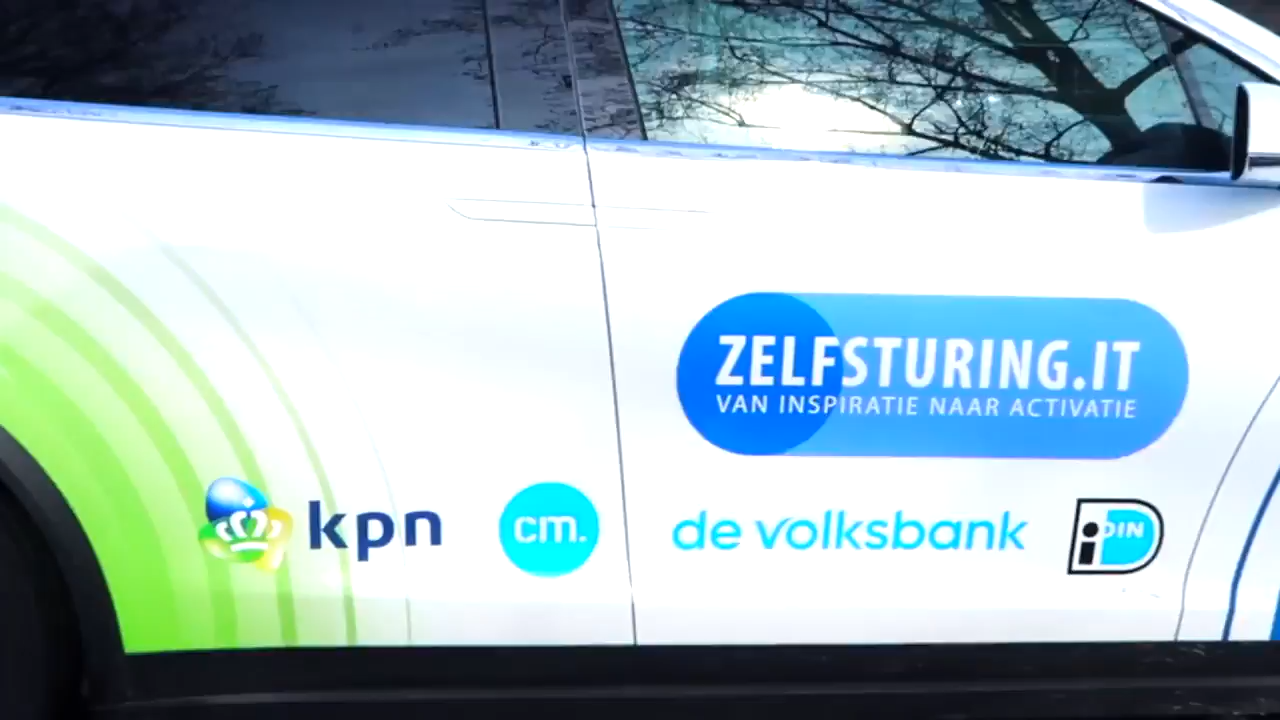 ZELFSTURING.IT
VAN INSPIRATIE NAAR ACTIVATIE
kpn cm. de volksbank iDIN